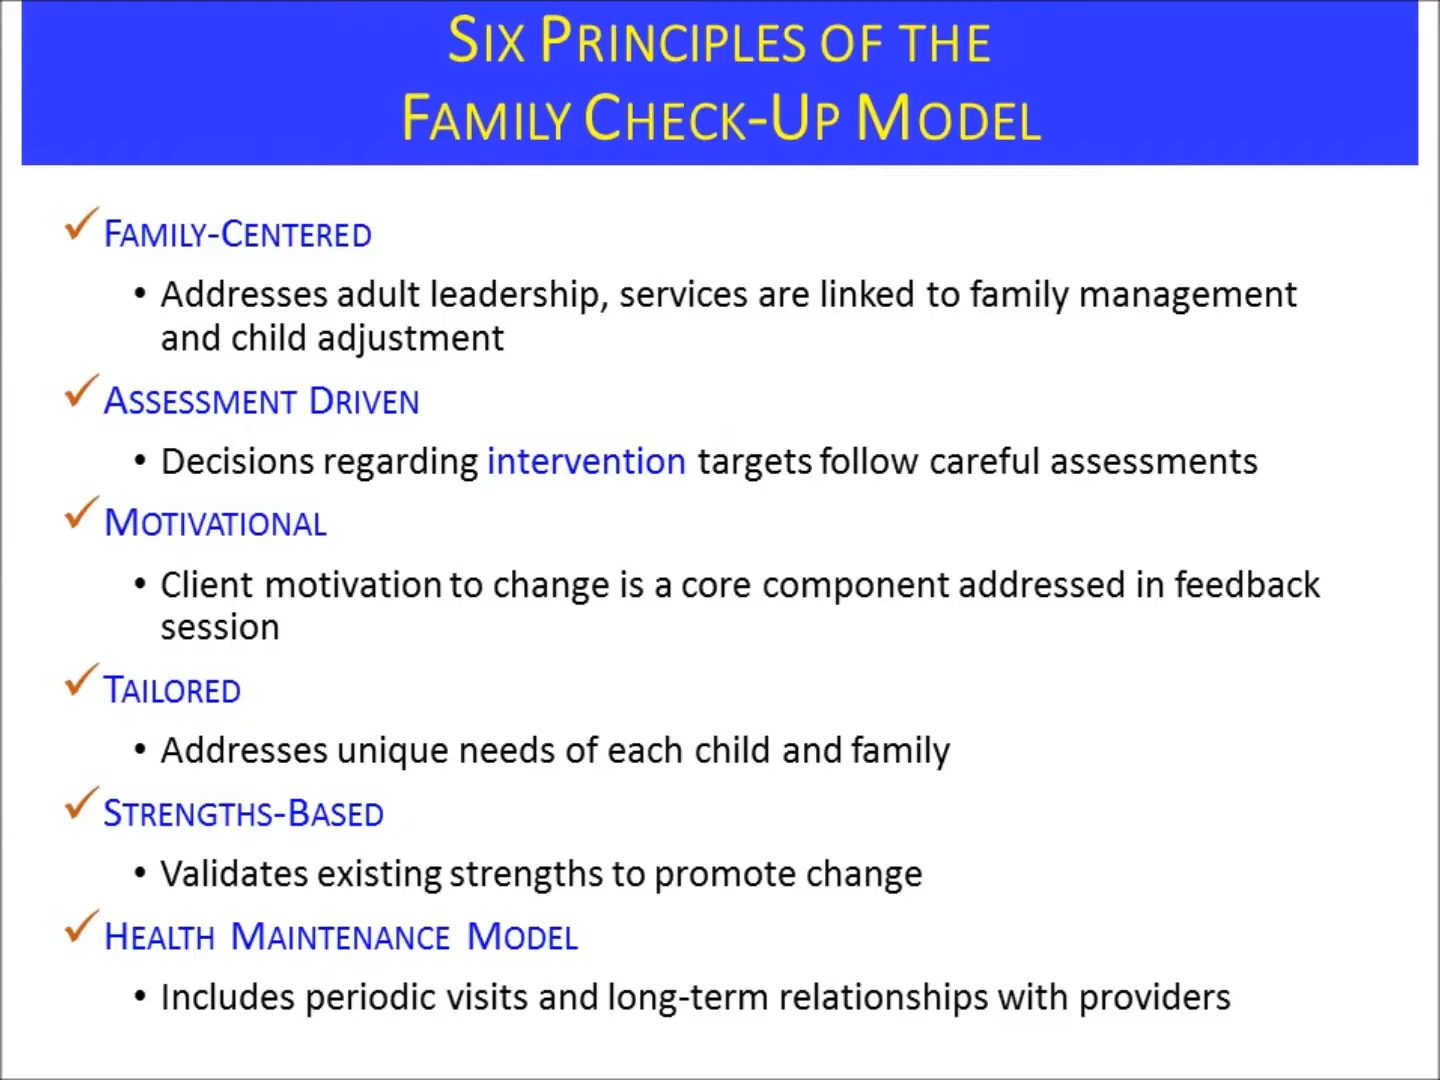 SIX PRINCIPLES OF THE
FAMILY CHECK-UP MODEL
✓ FAMILY-CENTERED
• Addresses adult leadership, services are linked to family management
and child adjustment
✓ ASSESSMENT DRIVEN
• Decisions regarding intervention targets follow careful assessments
✓ MOTIVATIONAL
• Client motivation to change is a core component addressed in feedback
session
✓ TAILORED
• Addresses unique needs of each child and family
✓ STRENGTHS-BASED
• Validates existing strengths to promote change
✓ HEALTH MAINTENANCE MODEL
• Includes periodic visits and long-term relationships with providers